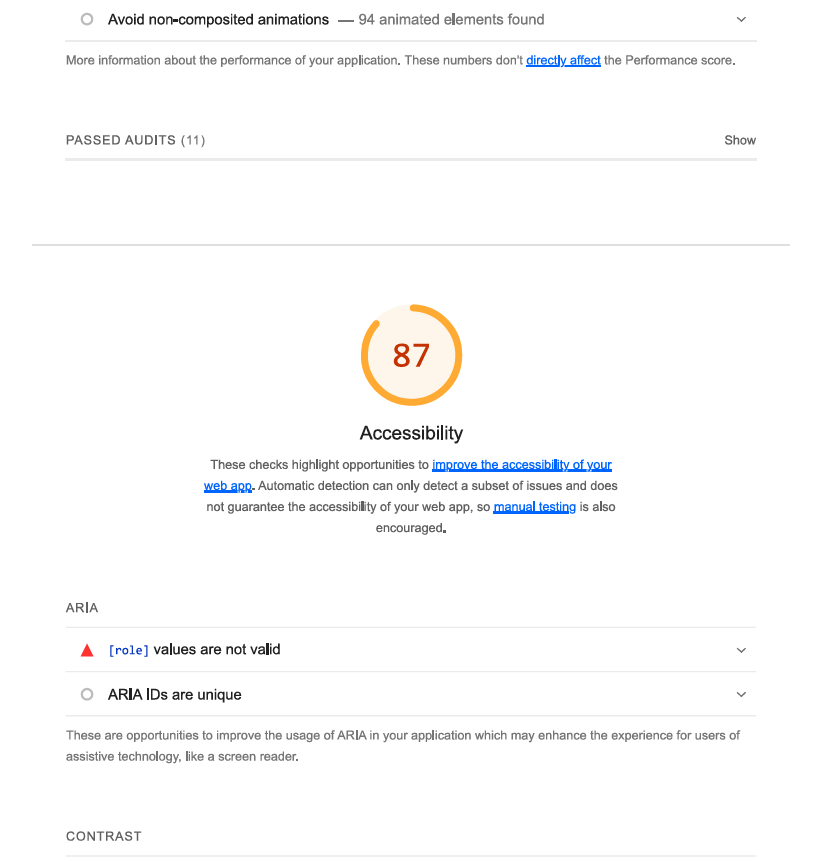 Avoid non-composited animations — 94 animated elements found
More information about the performance of your application. These numbers don't directly affect the Performance score.
PASSED AUDITS (11)
Show
87
Accessibility
These checks highlight opportunities to improve the accessibility of your
web app. Automatic detection can only detect a subset of issues and does
not guarantee the accessibility of your web app, so manual testing is also
encouraged.
ARIA
[role] values are not valid
ARIA IDs are unique
These are opportunities to improve the usage of ARIA in your application which may enhance the experience for users of
assistive technology, like a screen reader.
CONTRAST